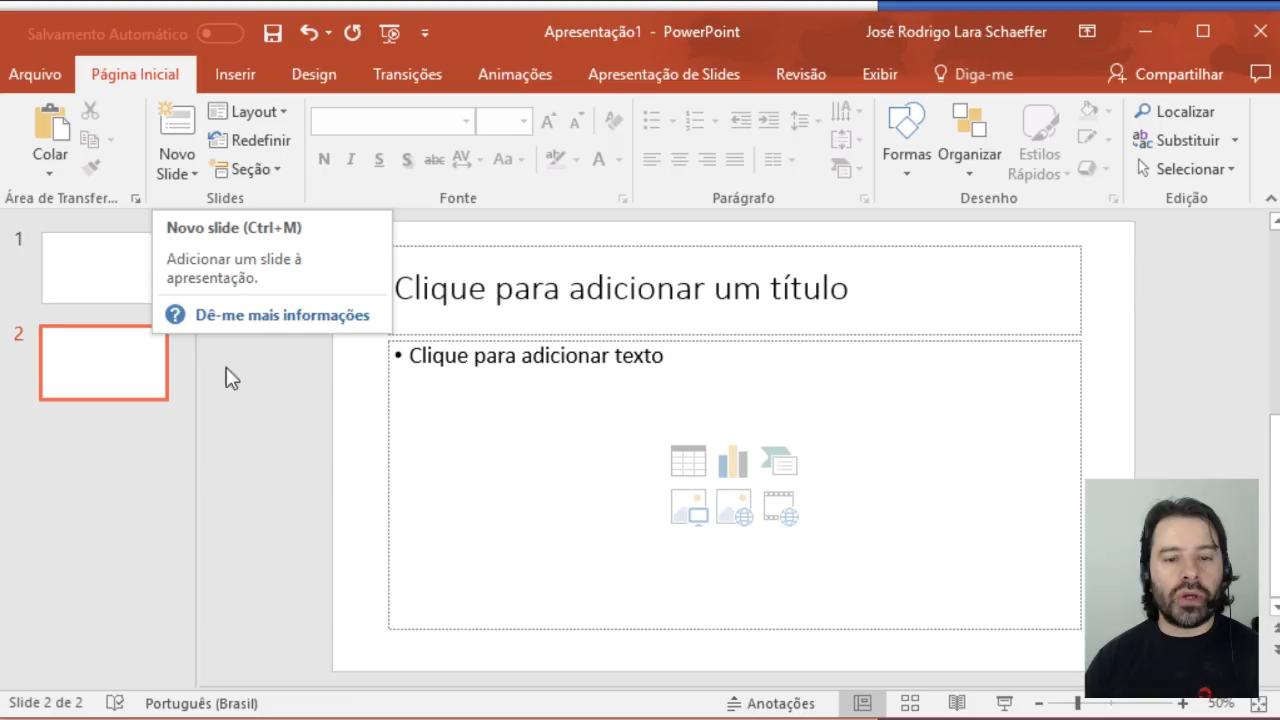 Salvamento Automático
Apresentação1 - PowerPoint
José Rodrigo Lara Schaeffer
Arquivo
Página Inicial
Inserir
Design
Transições
Animações
Apresentação de Slides
Revisão
Exibir
Diga-me
Compartilhar
Colar
Novo
Slide
Layout
Redefinir
Seção
N I S S abc AV Aa A
Formas
Organizar
Estilos
Rápidos
Localizar
Substituir
Selecionar
Área de Transfer...
Slides
Fonte
Parágrafo
Desenho
Edição
1
Novo slide (Ctrl+M)
Adicionar um slide à
apresentação.
Dê-me mais informações
2
Clique para adicionar um título
• Clique para adicionar texto
Slide 2 de 2
Português (Brasil)
Anotações
50%